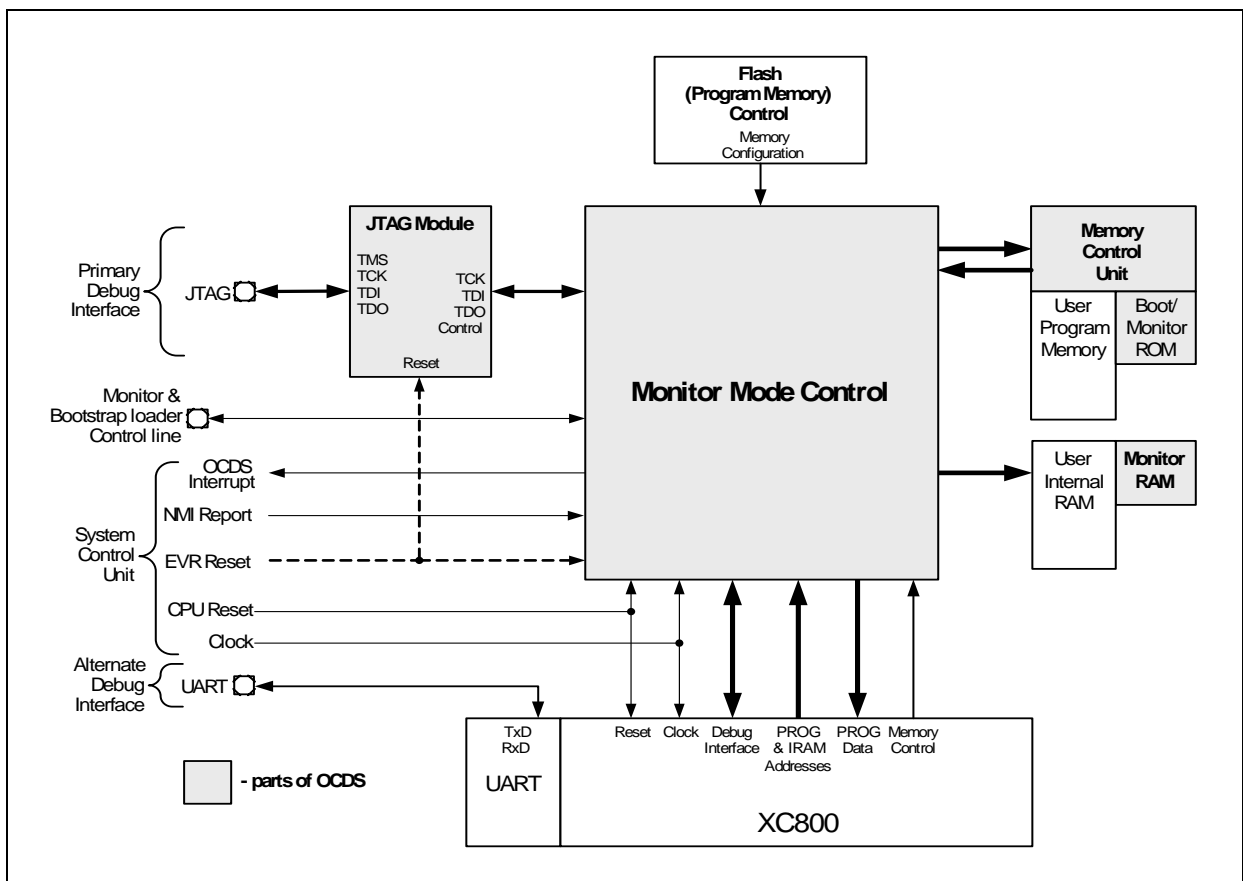 Flash
(Program Memory)
Control
Memory
Configuration
JTAG Module
TMS
TCK
TDI
TDO
TCK
TDI
TDO
Control
Reset
Primary
Debug
Interface
JTAG
Monitor &
Bootstrap loader
Control line
System
Control
Unit
OCDS
Interrupt
NMI Report
EVR Reset
CPU Reset
Clock
Alternate
Debug
Interface
UART
Monitor Mode Control
Memory
Control
Unit
User
Program
Memory
Boot/
Monitor
ROM
User
Internal
RAM
Monitor
RAM
TxD
RxD
UART
Reset
Clock
Debug
Interface
PROG
& IRAM
Addresses
PROG
Data
Memory
Control
XC800
- parts of OCDS